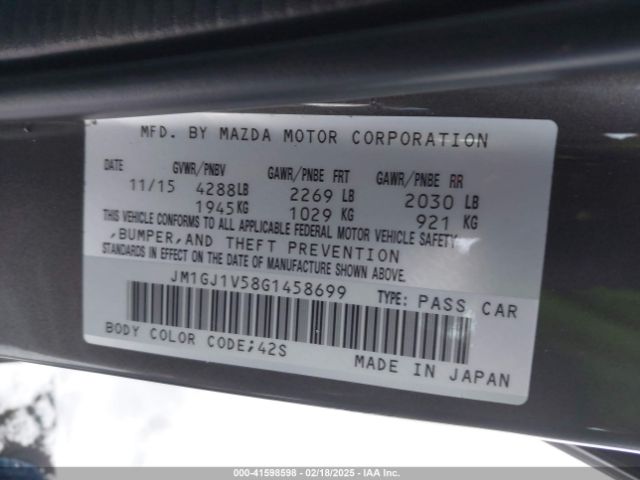 MFD. BY MAZDA MOTOR CORPORATION
DATE GVWR/PNBV GAWR/PNBE FRT GAWR/PNBE RR
11/15 4288LB 2269 LB 2030 LB
1945KG 1029 KG 921 KG
THIS VEHICLE CONFORMS TO ALL APPLICABLE FEDERAL MOTOR VEHICLE SAFETY
,BUMPER,AND THEFT PREVENTION
STANDARDS IN EFFECT ON THE DATE OF MANUFACTURE SHOWN ABOVE.
JM1GJ1V58G1458699 TYPE: PASS CAR
BODY COLOR CODE;42S
MADE IN JAPAN
000-41598598 - 02/18/2025 - IAA Holdings, LLC.